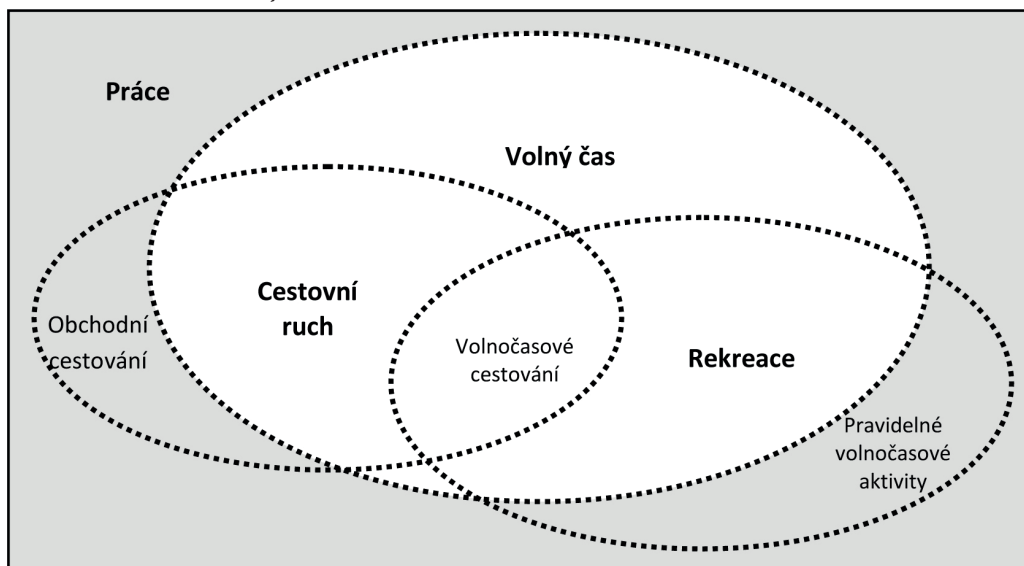 Práce
Volný čas
Cestovní
ruch
Obchodní
cestování
Volnočasové
cestování
Rekreace
Pravidelné
volnočasové
aktivity